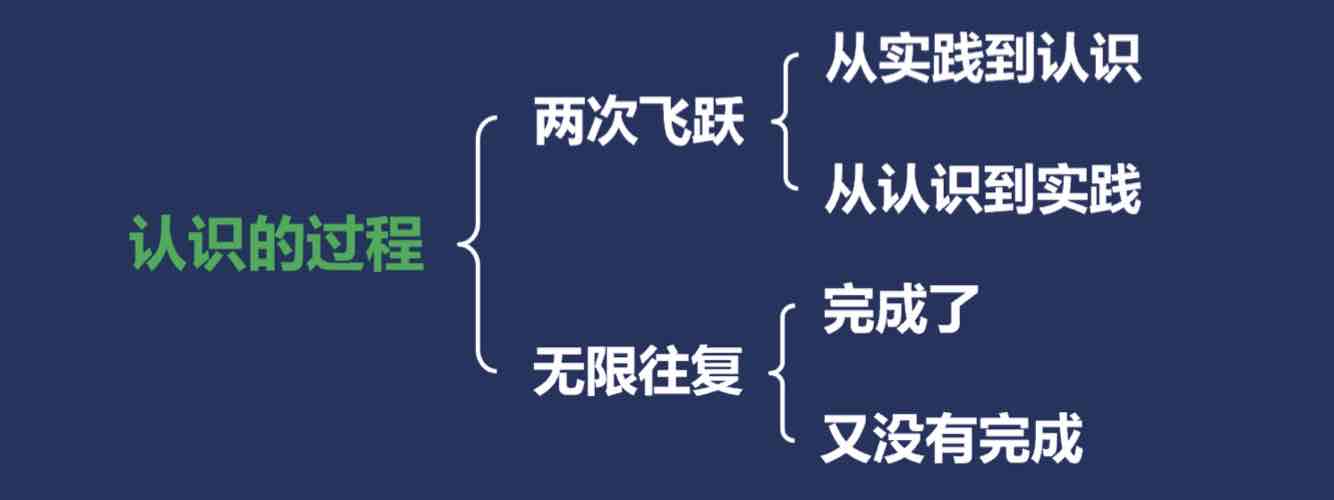 认识的过程
两次飞跃
从实践到认识
从认识到实践
无限往复
完成了
又没有完成